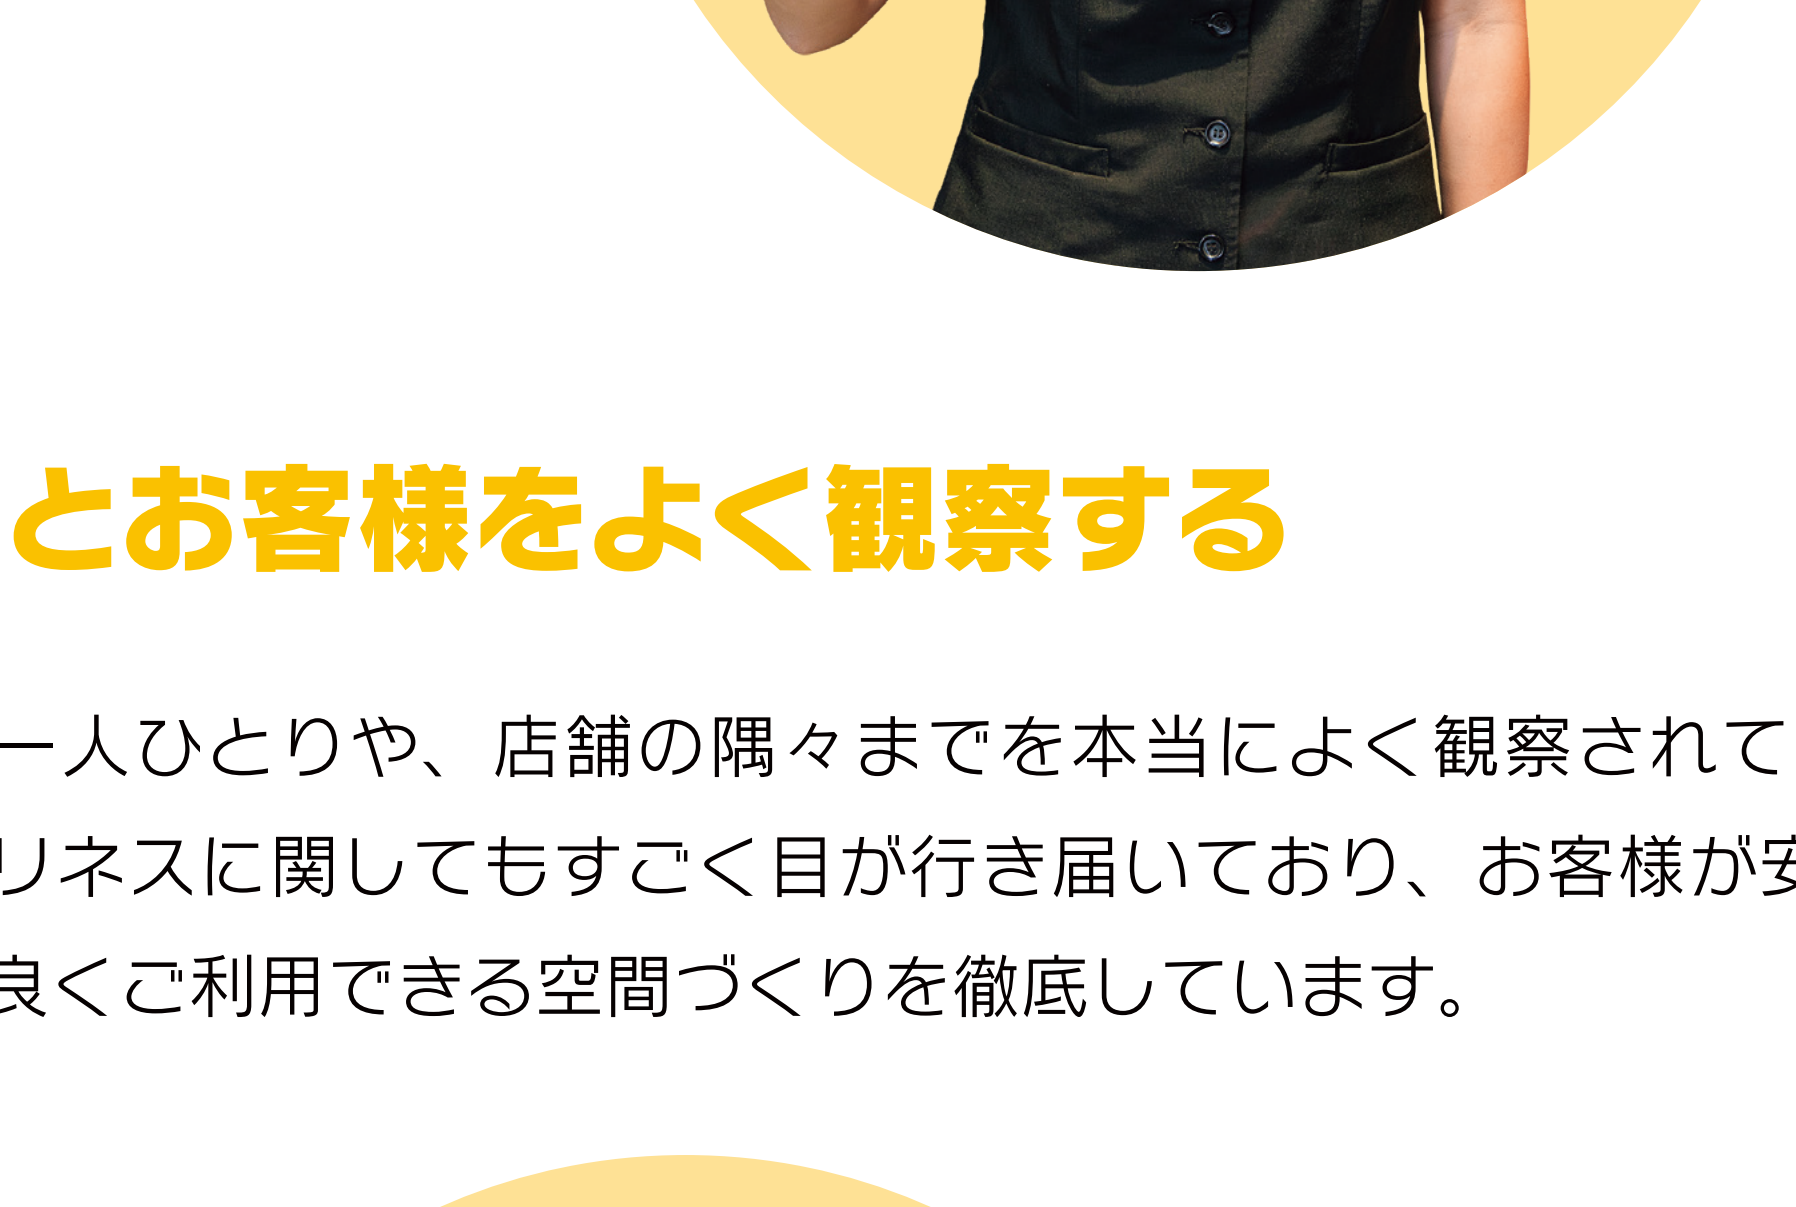 とお客様をよく観察する
一人ひとりや、店舗の隅々までを本当によく観察されて
リネスに関してもすごく目が行き届いており、お客様が安
良くご利用できる空間づくりを徹底しています。